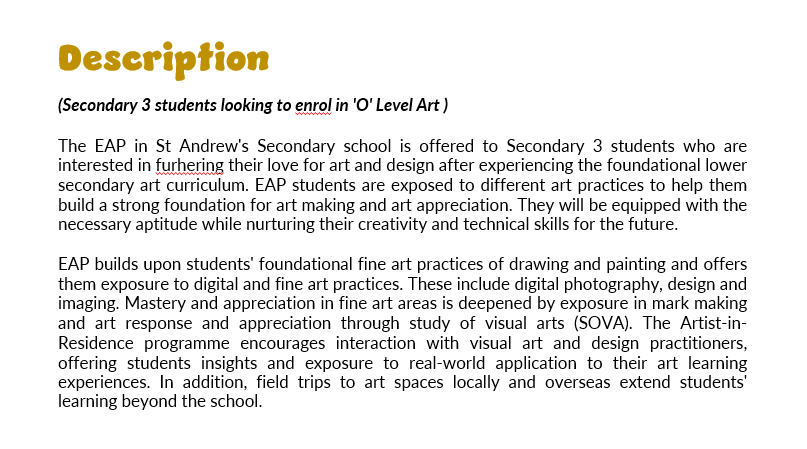 Description
(Secondary 3 students looking to enrol in 'O' Level Art )
The EAP in St Andrew's Secondary school is offered to Secondary 3 students who are
interested in furhering their love for art and design after experiencing the foundational lower
secondary art curriculum. EAP students are exposed to different art practices to help them
build a strong foundation for art making and art appreciation. They will be equipped with the
necessary aptitude while nurturing their creativity and technical skills for the future.
EAP builds upon students' foundational fine art practices of drawing and painting and offers
them exposure to digital and fine art practices. These include digital photography, design and
imaging. Mastery and appreciation in fine art areas is deepened by exposure in mark making
and art response and appreciation through study of visual arts (SOVA). The Artist-in-
Residence programme encourages interaction with visual art and design practitioners,
offering students insights and exposure to real-world application to their art learning
experiences. In addition, field trips to art spaces locally and overseas extend students'
learning beyond the school.